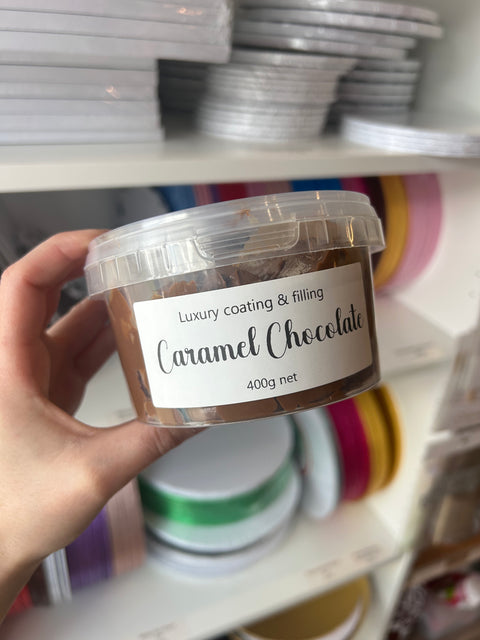 Luxury coating & filling
Caramel Chocolate
400g net